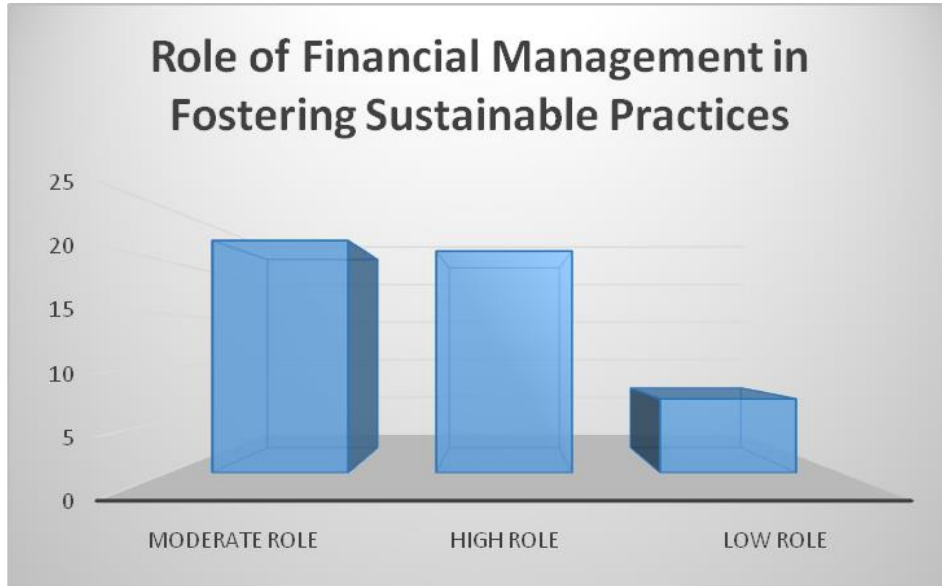 Role of Financial Management in
Fostering Sustainable Practices
25
20
15
10
5
0
MODERATE ROLE
HIGH ROLE
LOW ROLE